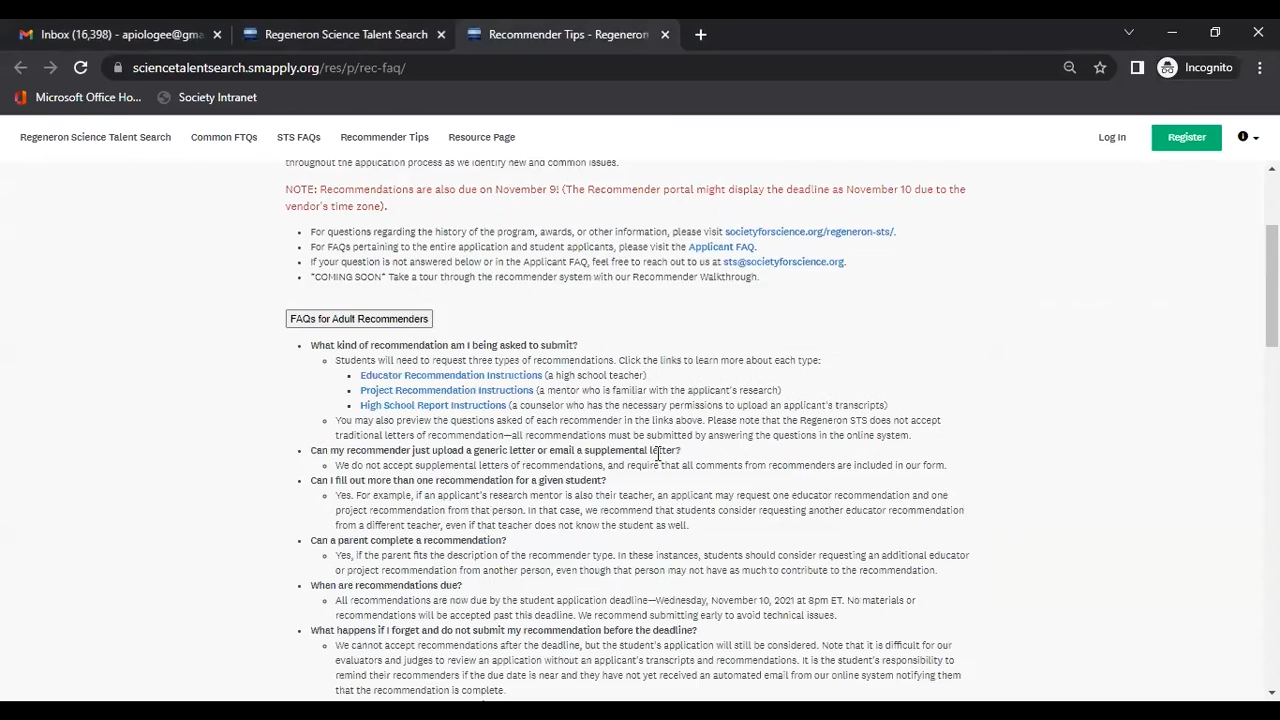 Inbox (16,398) - apiologee@gma
Regeneron Science Talent Search
Recommender Tips - Regeneron
sciencetalentsearch.smapply.org/res/p/rec-faq/
Incognito
Microsoft Office Ho...
Society Intranet
Regeneron Science Talent Search
Common FTQs
STS FAQs
Recommender Tips
Resource Page
Log In
Register
throughout the application process as we identify new and common issues.
NOTE: Recommendations are also due on November 9! (The Recommender portal might display the deadline as November 10 due to the
vendor's time zone).
• For questions regarding the history of the program, awards, or other information, please visit societyforscience.org/regeneron-sts/.
• For FAQs pertaining to the entire application and student applicants, please visit the Applicant FAQ.
• If your question is not answered below or in the Applicant FAQ, feel free to reach out to us at sts@societyforscience.org.
• *COMING SOON* Take a tour through the recommender system with our Recommender Walkthrough.
FAQs for Adult Recommenders
• What kind of recommendation am I being asked to submit?
◦ Students will need to request three types of recommendations. Click the links to learn more about each type:
▪ Educator Recommendation Instructions (a high school teacher)
▪ Project Recommendation Instructions (a mentor who is familiar with the applicant's research)
▪ High School Report Instructions (a counselor who has the necessary permissions to upload an applicant's transcripts)
◦ You may also preview the questions asked of each recommender in the links above. Please note that the Regeneron STS does not accept
traditional letters of recommendation—all recommendations must be submitted by answering the questions in the online system.
• Can my recommender just upload a generic letter or email a supplemental letter?
◦ We do not accept supplemental letters of recommendations, and require that all comments from recommenders are included in our form.
• Can I fill out more than one recommendation for a given student?
◦ Yes. For example, if an applicant's research mentor is also their teacher, an applicant may request one educator recommendation and one
project recommendation from that person. In that case, we recommend that students consider requesting another educator recommendation
from a different teacher, even if that teacher does not know the student as well.
• Can a parent complete a recommendation?
◦ Yes, if the parent fits the description of the recommender type. In these instances, students should consider requesting an additional educator
or project recommendation from another person, even though that person may not have as much to contribute to the recommendation.
• When are recommendations due?
◦ All recommendations are now due by the student application deadline—Wednesday, November 10, 2021 at 8pm ET. No materials or
recommendations will be accepted past this deadline. We recommend submitting early to avoid technical issues.
• What happens if I forget and do not submit my recommendation before the deadline?
◦ We cannot accept recommendations after the deadline, but the student's application will still be considered. Note that it is difficult for our
evaluators and judges to review an application without an applicant's transcripts and recommendations. It is the student's responsibility to
remind their recommenders if the due date is near and they have not yet received an automated email from our online system notifying them
that the recommendation is complete.